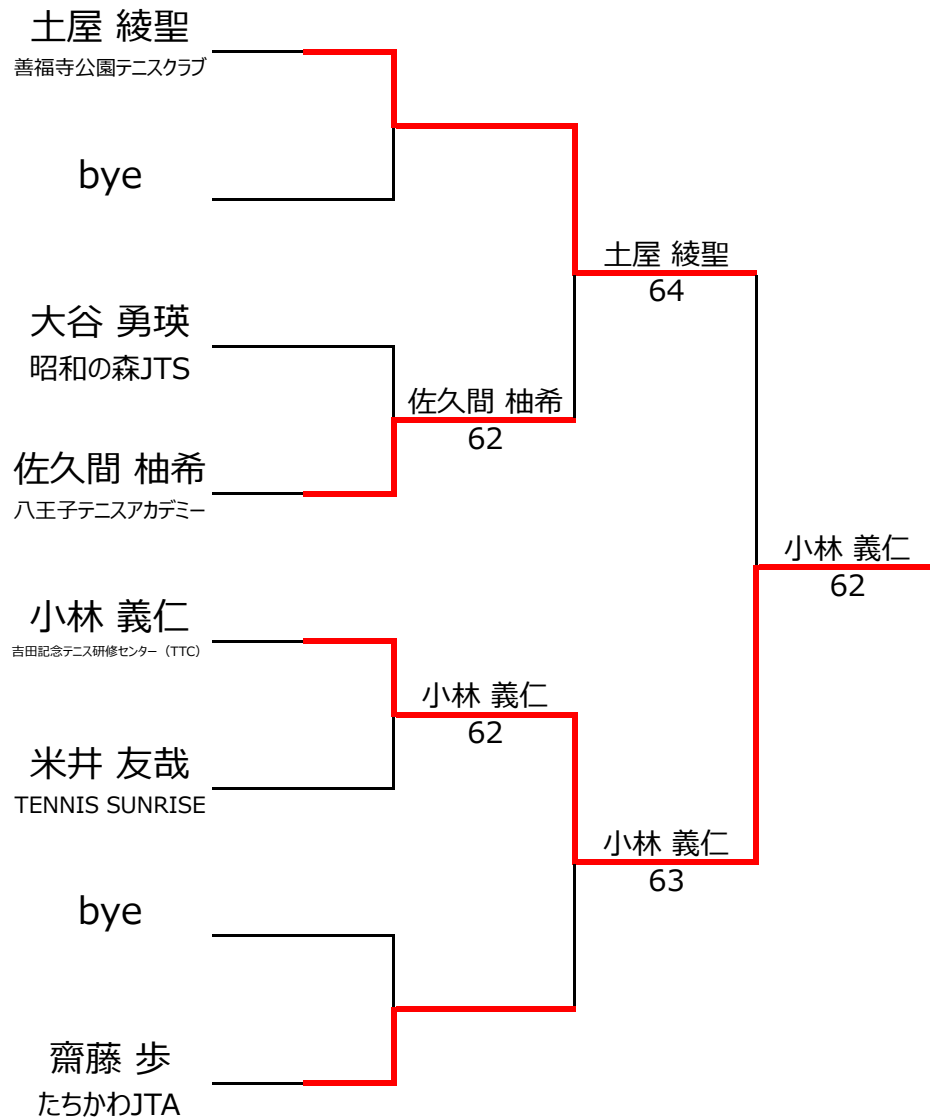 土屋 綾聖
善福寺公園テニスクラブ
bye
土屋 綾聖
64
大谷 勇瑛
昭和の森JTS
佐久間 柚希
62
佐久間 柚希
八王子テニスアカデミー
小林 義仁
62
小林 義仁
吉田記念テニス研修センター（TTC）
小林 義仁
62
米井 友哉
TENNIS SUNRISE
小林 義仁
63
bye
齋藤 歩
たちかわJTA